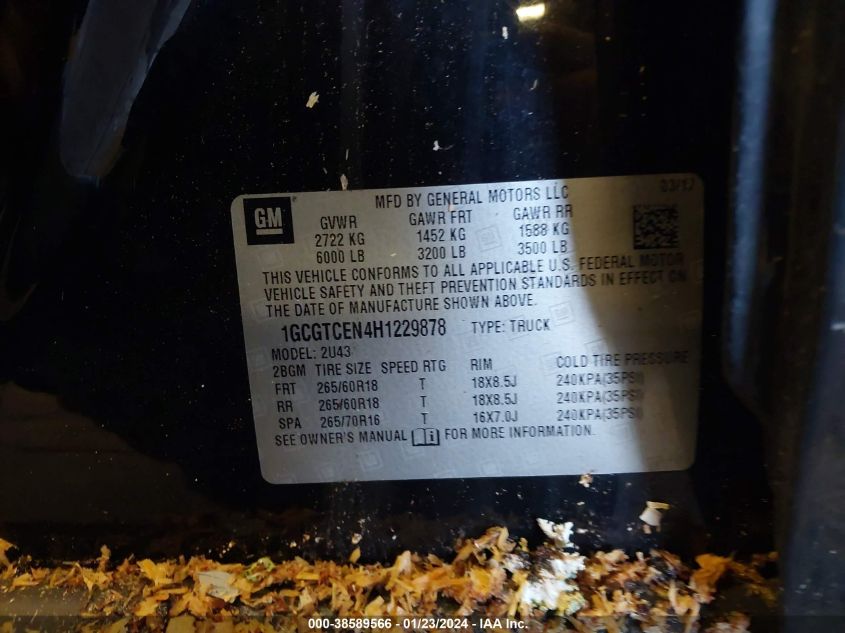 03/17
MFD BY GENERAL MOTORS LLC
GM
GVWR GAWR FRT GAWR RR
2722 KG 1452 KG 1588 KG
6000 LB 3200 LB 3500 LB
THIS VEHICLE CONFORMS TO ALL APPLICABLE U.S. FEDERAL MOTOR
VEHICLE SAFETY AND THEFT PREVENTION STANDARDS IN EFFECT ON
THE DATE OF MANUFACTURE SHOWN ABOVE.
1GCGTCEN4H1229878 TYPE: TRUCK
MODEL: 2U43
2BGM TIRE SIZE SPEED RTG RIM COLD TIRE PRESSURE
FRT 265/60R18 T 18X8.5J 240KPA(35PSI)
RR 265/60R18 T 18X8.5J 240KPA(35PSI)
SPA 265/70R16 T 16X7.0J 240KPA(35PSI)
SEE OWNER'S MANUAL FOR MORE INFORMATION.
000-38589566 - 01/23/2024 - IAA Inc.